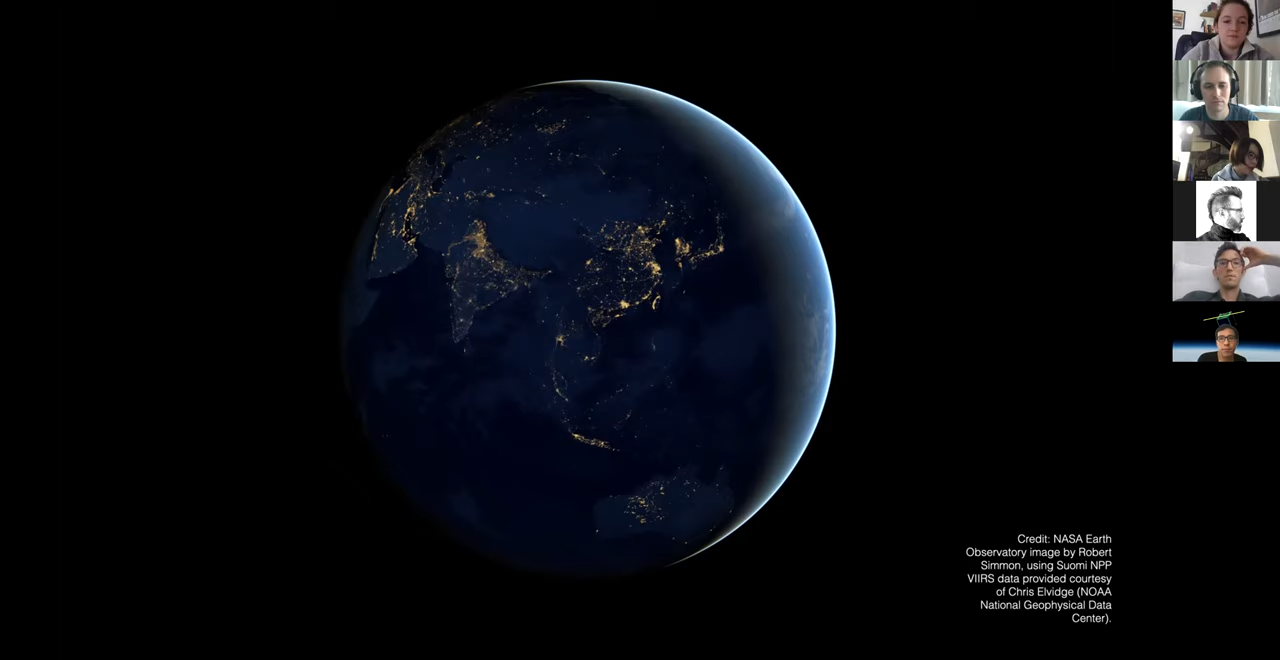 Credit: NASA Earth
Observatory image by Robert
Simmon, using Suomi NPP
VIIRS data provided courtesy
of Chris Elvidge (NOAA
National Geophysical Data
Center).